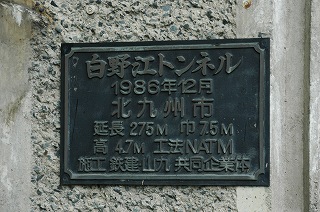 白野江トンネル
1986年12月
北九州市
延長 275M 巾 7.5M
高 4.7M 工法 NATM
施工 鉄建 山九 共同企業体